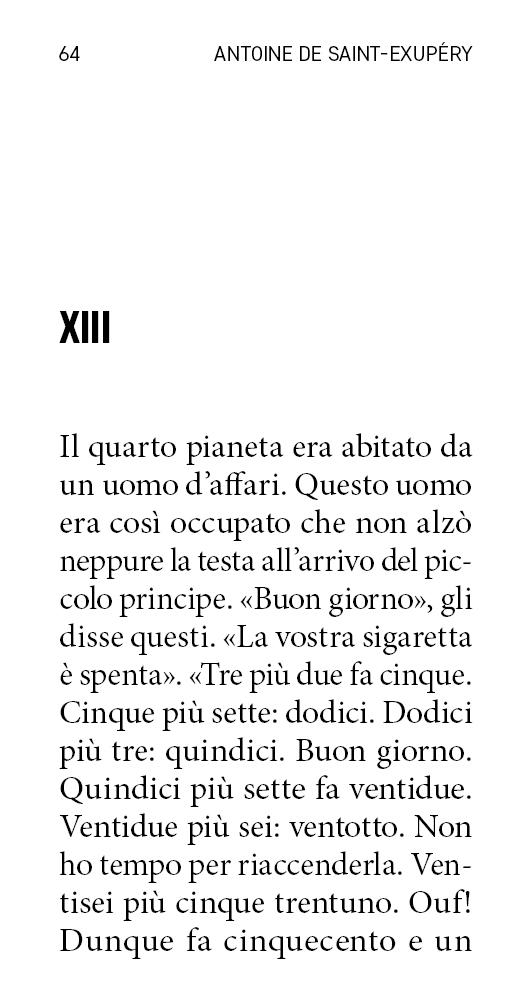 64 ANTOINE DE SAINT-EXUPÉRY
XIII
Il quarto pianeta era abitato da
un uomo d’affari. Questo uomo
era così occupato che non alzò
neppure la testa all’arrivo del pic-
colo principe. «Buon giorno», gli
disse questi. «La vostra sigaretta
è spenta». «Tre più due fa cinque.
Cinque più sette: dodici. Dodici
più tre: quindici. Buon giorno.
Quindici più sette fa ventidue.
Ventidue più sei: ventotto. Non
ho tempo per riaccenderla. Ven-
tisei più cinque trentuno. Ouf!
Dunque fa cinquecento e un